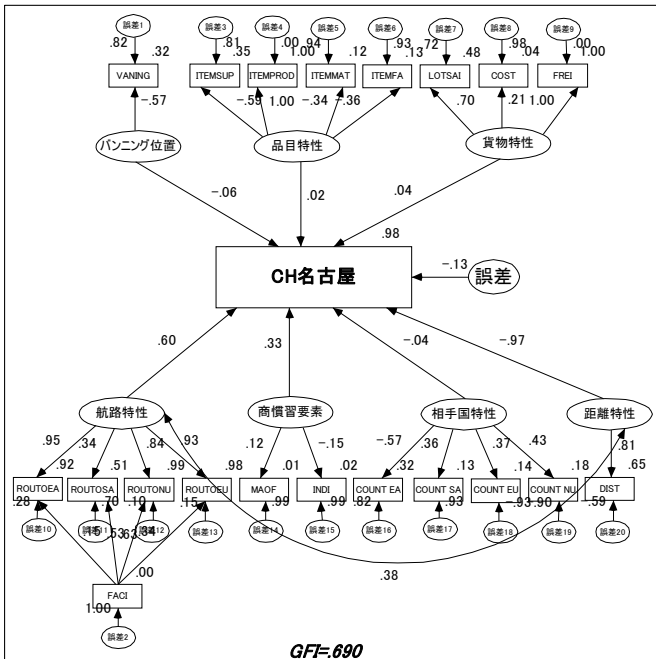 誤差1 誤差3 誤差5 誤差5 誤差6 誤差7 誤差8 誤差9
.82 .32 .81 .35 .00 1.00 .94 .12 .93 .13 .72 .48 .98 .04 .00 1.00
VANING ITEMSUP ITEMPROD ITEMMAT ITEMFA LOTSAI COST FREI
-.57 -.59 1.00 -.34 -.36 .70 .21 1.00
バンニング位置 品目特性 貨物特性
-.06 .02 .04
.98
CH名古屋 -.13 誤差
.60 .33 -.04 -.97
航路特性 商慣習要素 相手国特性 距離特性
.95 .34 .84 .93 .12 -.15 -.57 .36 .37 .43 .81
.92 .51 .99 .98 .01 .02 .32 .13 .14 .18 .65
ROUTOEA ROUTOSA ROUTONU ROUTOEU MAOF INDI COUNT EA COUNT SA COUNT EU COUNT NU DIST
.28 .70 .10 .15 .99 .99 .82 .93 -.93 .90 .59
誤差10 誤差12 誤差13 誤差14 誤差15 誤差16 誤差17 誤差18 誤差19 誤差20
.15 .53 .63 .34
.00 .38
FACI
1.00
誤差2
GFI=.690